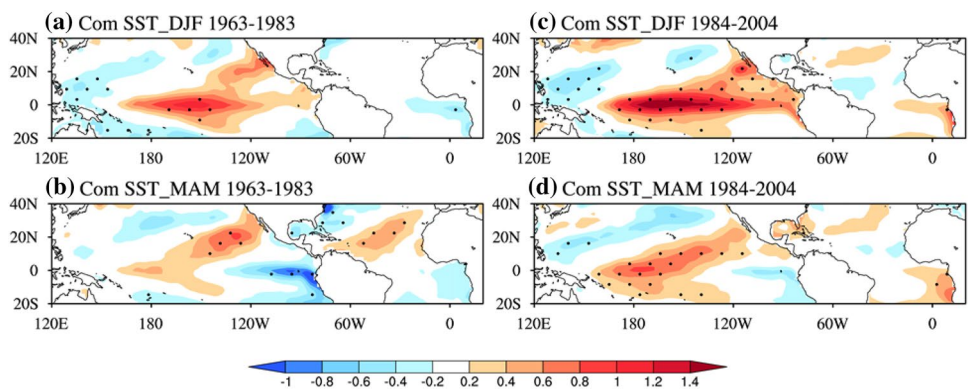 (a) Com SST_DJF 1963-1983
(c) Com SST_DJF 1984-2004
40N
20N
0
20S
120E 180 120W 60W 0
40N
20N
0
20S
120E 180 120W 60W 0
(b) Com SST_MAM 1963-1983
(d) Com SST_MAM 1984-2004
40N
20N
0
20S
120E 180 120W 60W 0
40N
20N
0
20S
120E 180 120W 60W 0
-1 -0.8 -0.6 -0.4 -0.2 0.2 0.4 0.6 0.8 1 1.2 1.4